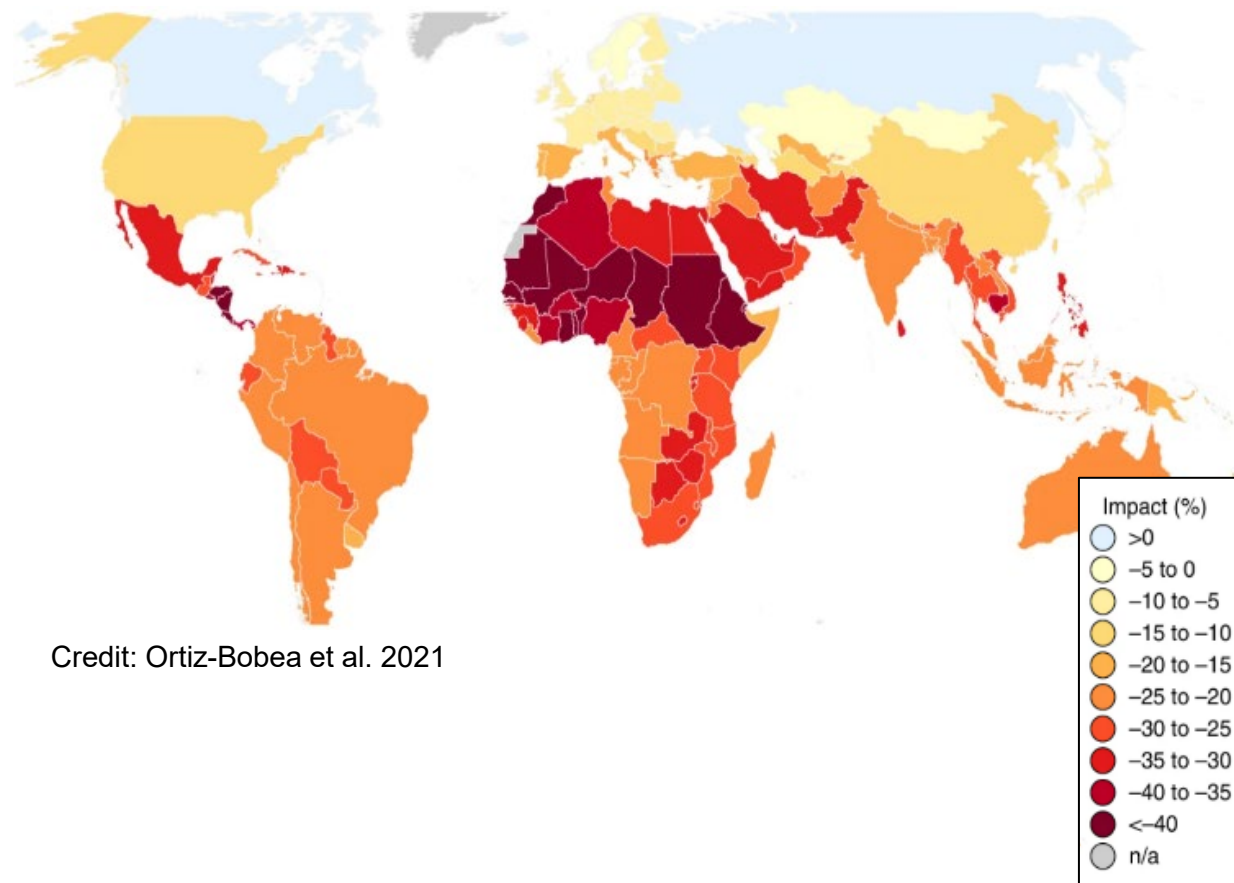 Credit: Ortiz-Bobea et al. 2021
Impact (%)
>0
–5 to 0
–10 to –5
–15 to –10
–20 to –15
–25 to –20
–30 to –25
–35 to –30
–40 to –35
<–40
n/a